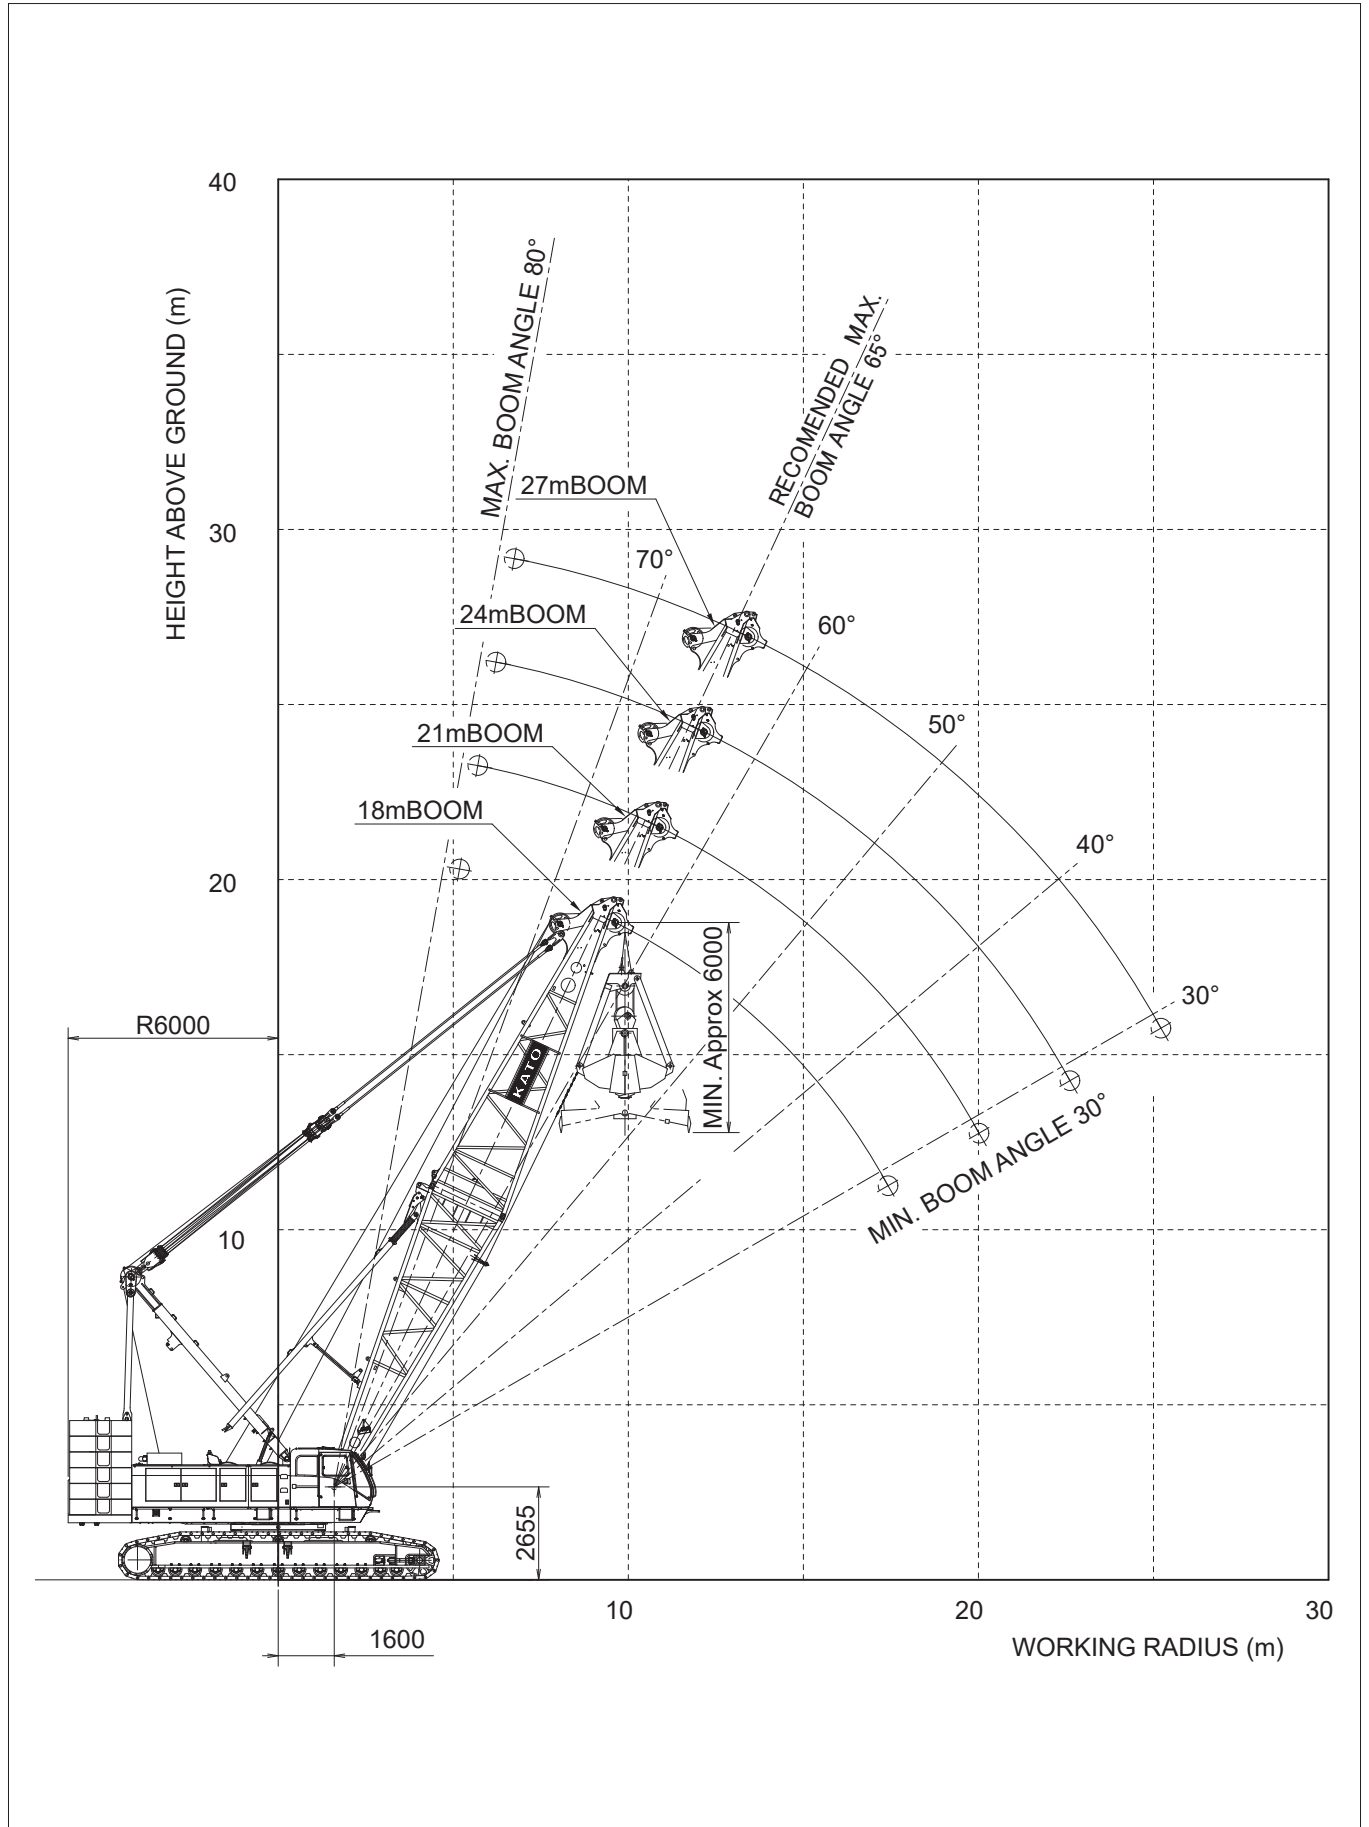 40
HEIGHT ABOVE GROUND (m)
MAX. BOOM ANGLE 80°
RECOMENDED MAX.
BOOM ANGLE 65°
27mBOOM
30
70°
24mBOOM
60°
50°
21mBOOM
18mBOOM
40°
20
MIN. Approx 6000
30°
R6000
KATO
MIN. BOOM ANGLE 30°
10
2655
10
20
30
1600
WORKING RADIUS (m)